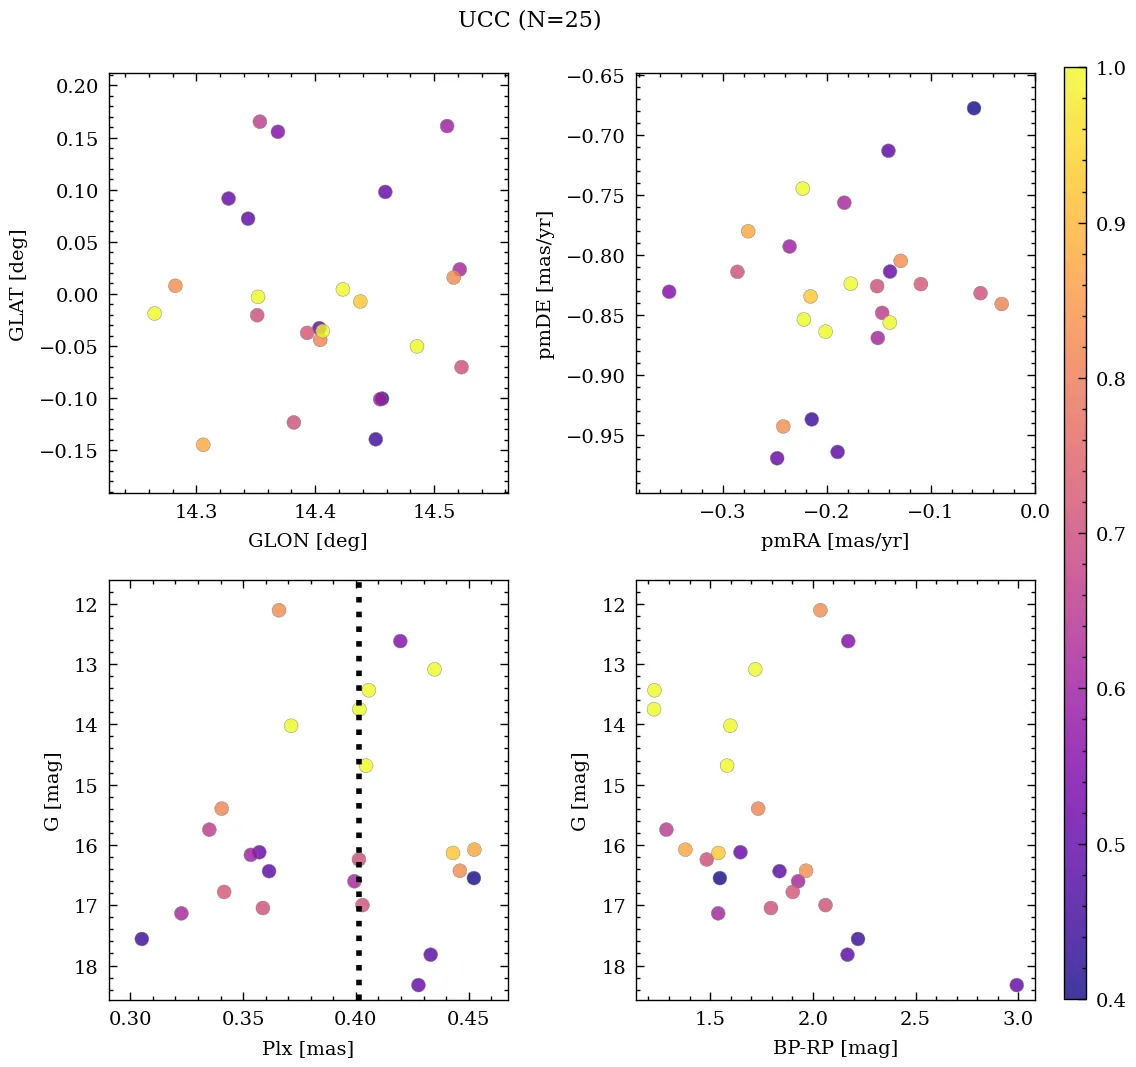 UCC (N=25)
0.20
0.15
0.10
0.05
0.00
−0.05
−0.10
−0.15
GLAT [deg]
14.3 14.4 14.5
GLON [deg]
−0.65
−0.70
−0.75
−0.80
−0.85
−0.90
−0.95
pmDE [mas/yr]
−0.3 −0.2 −0.1 0.0
pmRA [mas/yr]
12
13
14
15
16
17
18
G [mag]
0.30 0.35 0.40 0.45
Plx [mas]
12
13
14
15
16
17
18
G [mag]
1.5 2.0 2.5 3.0
BP-RP [mag]
1.0
0.9
0.8
0.7
0.6
0.5
0.4